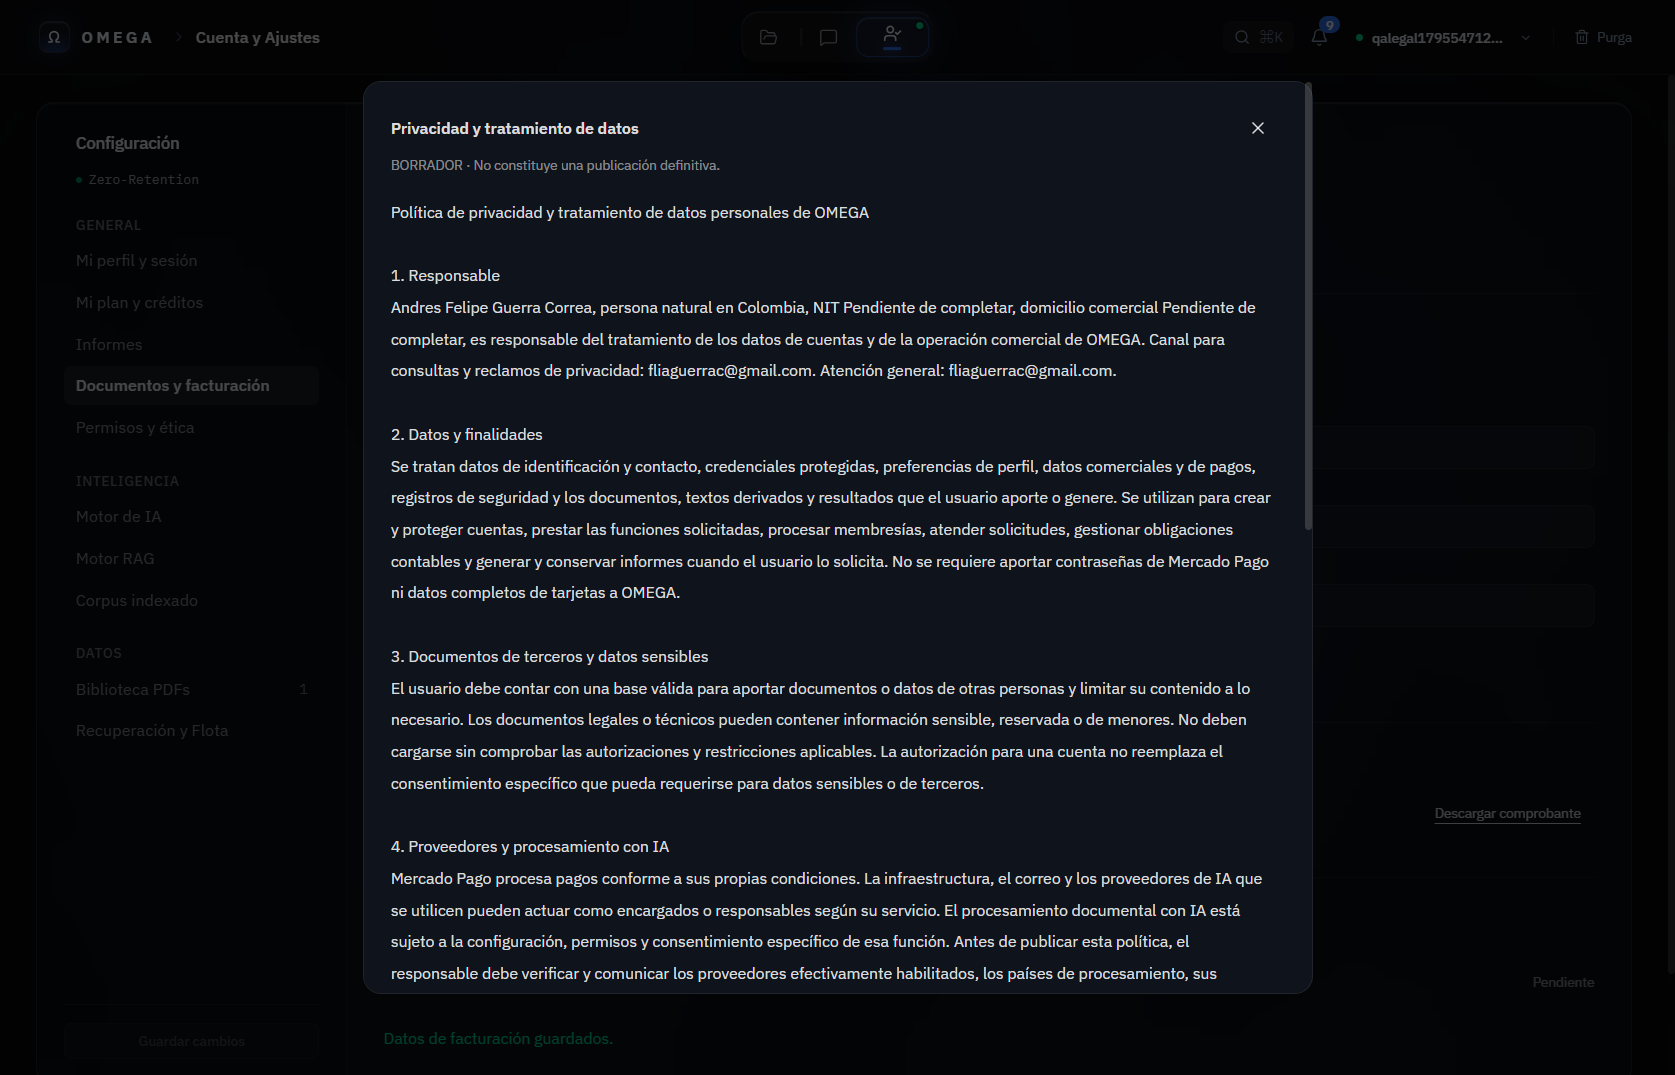 Ω OMEGA > Cuenta y Ajustes
⌘K
9
qalegal179554712...
Purga
Configuración
Zero-Retention
GENERAL
Mi perfil y sesión
Mi plan y créditos
Informes
Documentos y facturación
Permisos y ética
INTELIGENCIA
Motor de IA
Motor RAG
Corpus indexado
DATOS
Biblioteca PDFs 1
Recuperación y Flota
Guardar cambios
Privacidad y tratamiento de datos
BORRADOR · No constituye una publicación definitiva.
Política de privacidad y tratamiento de datos personales de OMEGA
1. Responsable
Andres Felipe Guerra Correa, persona natural en Colombia, NIT Pendiente de completar, domicilio comercial Pendiente de
completar, es responsable del tratamiento de los datos de cuentas y de la operación comercial de OMEGA. Canal para
consultas y reclamos de privacidad: fliaguerrac@gmail.com. Atención general: fliaguerrac@gmail.com.
2. Datos y finalidades
Se tratan datos de identificación y contacto, credenciales protegidas, preferencias de perfil, datos comerciales y de pagos,
registros de seguridad y los documentos, textos derivados y resultados que el usuario aporte o genere. Se utilizan para crear
y proteger cuentas, prestar las funciones solicitadas, procesar membresías, atender solicitudes, gestionar obligaciones
contables y generar y conservar informes cuando el usuario lo solicita. No se requiere aportar contraseñas de Mercado Pago
ni datos completos de tarjetas a OMEGA.
3. Documentos de terceros y datos sensibles
El usuario debe contar con una base válida para aportar documentos o datos de otras personas y limitar su contenido a lo
necesario. Los documentos legales o técnicos pueden contener información sensible, reservada o de menores. No deben
cargarse sin comprobar las autorizaciones y restricciones aplicables. La autorización para una cuenta no reemplaza el
consentimiento específico que pueda requerirse para datos sensibles o de terceros.
4. Proveedores y procesamiento con IA
Mercado Pago procesa pagos conforme a sus propias condiciones. La infraestructura, el correo y los proveedores de IA que
se utilicen pueden actuar como encargados o responsables según su servicio. El procesamiento documental con IA está
sujeto a la configuración, permisos y consentimiento específico de esa función. Antes de publicar esta política, el
responsable debe verificar y comunicar los proveedores efectivamente habilitados, los países de procesamiento, sus
Descargar comprobante
Pendiente
Datos de facturación guardados.